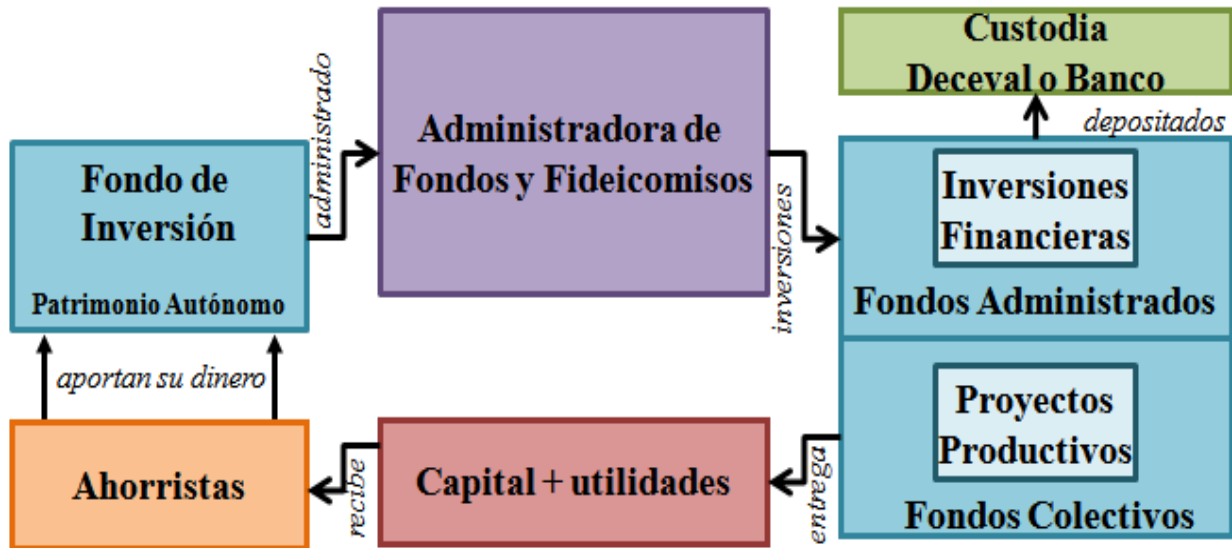 Custodia
Deceval o Banco
depositados
administrado
Administradora de
Fondos y Fideicomisos
Fondo de
Inversión
Patrimonio Autónomo
inversiones
Inversiones
Financieras
Fondos Administrados
aportan su dinero
Proyectos
Productivos
Fondos Colectivos
entrega
Capital + utilidades
recibe
Ahorristas